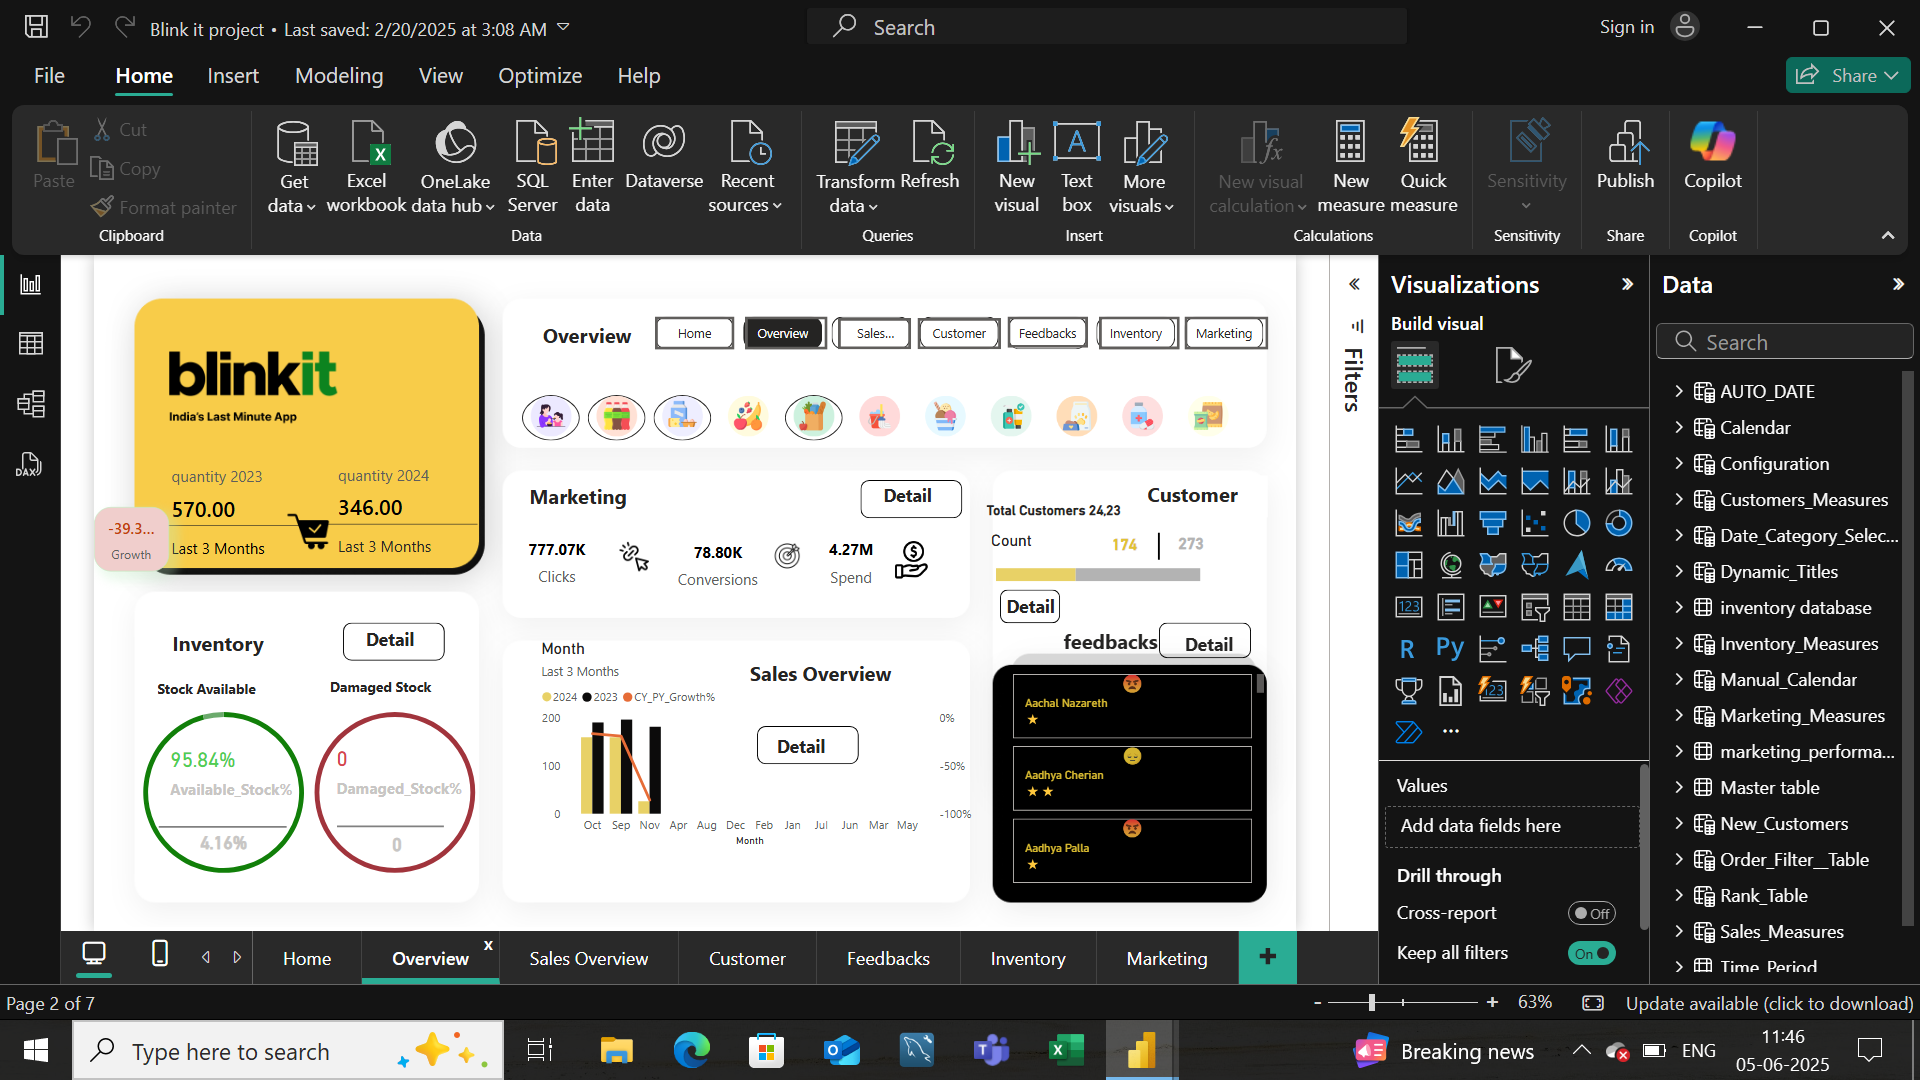 Blink it project • Last saved: 2/20/2025 at 3:08 AM
Search
Sign in
File
Home
Insert
Modeling
View
Optimize
Help
Share
Paste
Cut
Copy
Format painter
Clipboard
Get data
Excel workbook
OneLake data hub
SQL Server
Enter data
Dataverse
Recent sources
Data
Transform data
Refresh
Queries
New visual
Text box
More visuals
Insert
New visual calculation
New measure
Quick measure
Calculations
Sensitivity
Sensitivity
Publish
Share
Copilot
Copilot
blinkit
India's Last Minute App
quantity 2023
570.00
Last 3 Months
quantity 2024
346.00
Last 3 Months
-39.3...
Growth
Overview
Home
Overview
Sales...
Customer
Feedbacks
Inventory
Marketing
Marketing
Detail
777.07K
Clicks
78.80K
Conversions
4.27M
Spend
Customer
Total Customers 24,23
Count
174
273
Detail
feedbacks
Detail
Aachal Nazareth
★
Aadhya Cherian
★ ★
Aadhya Palla
★
Inventory
Detail
Stock Available
95.84%
Available_Stock%
4.16%
Damaged Stock
0
Damaged_Stock%
0
Month
Last 3 Months
2024
2023
CY_PY_Growth%
Sales Overview
Detail
200
100
0
0%
-50%
-100%
Oct Sep Nov Apr Aug Dec Feb Jan Jul Jun Mar May
Month
Filters
Visualizations
Build visual
123
R
Py
123
...
Values
Add data fields here
Drill through
Cross-report
Off
Keep all filters
On
Data
Search
AUTO_DATE
Calendar
Configuration
Customers_Measures
Date_Category_Selec...
Dynamic_Titles
inventory database
Inventory_Measures
Manual_Calendar
Marketing_Measures
marketing_performa...
Master table
New_Customers
Order_Filter__Table
Rank_Table
Sales_Measures
Time_Period
DAX
Home
Overview
x
Sales Overview
Customer
Feedbacks
Inventory
Marketing
+
Page 2 of 7
- + 63%
Update available (click to download)
Type here to search
Breaking news
ENG
11:46
05-06-2025